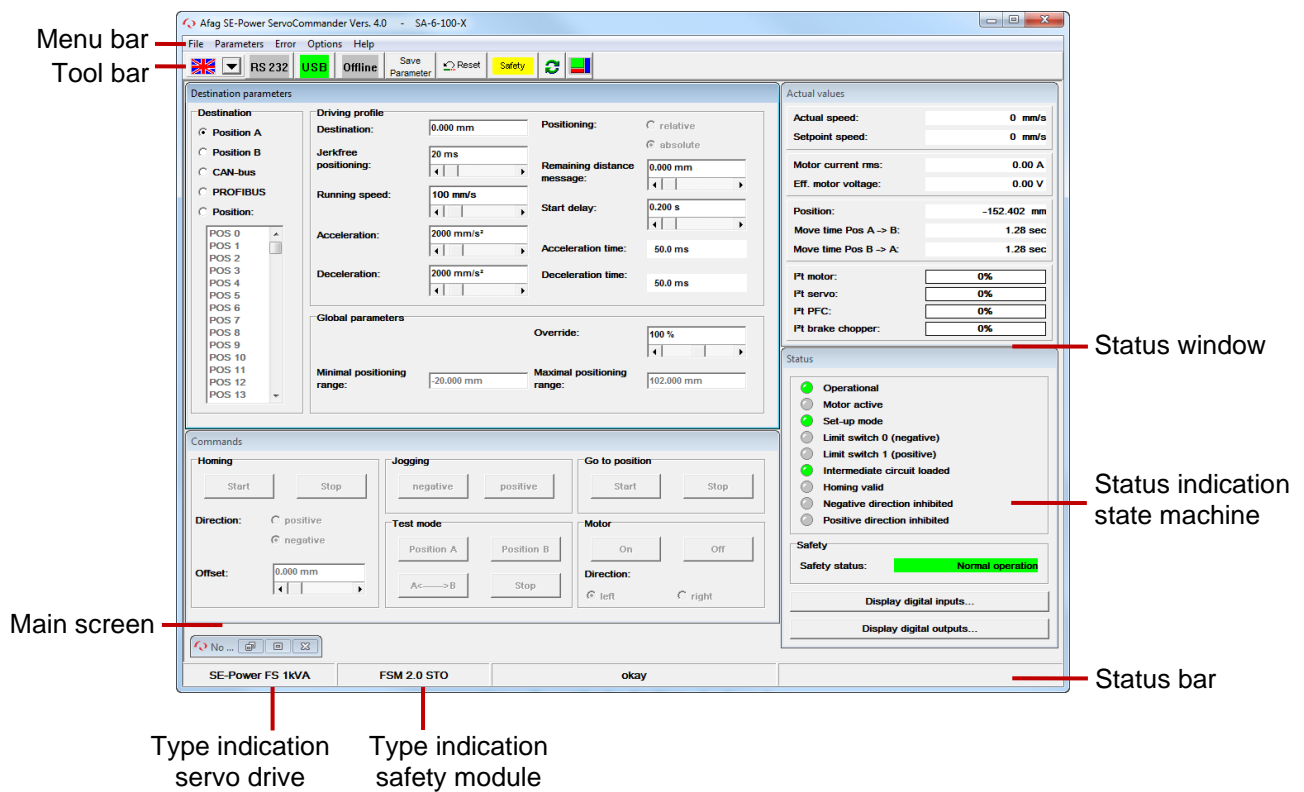 Afag SE-Power ServoCommander Vers. 4.0 - SA-6-100-X
Menu bar
File Parameters Error Options Help
Tool bar
RS 232 USB Offline Save Parameter Reset Safety
Destination parameters
Destination
Position A
Position B
CAN-bus
PROFIBUS
Position:
POS 0
POS 1
POS 2
POS 3
POS 4
POS 5
POS 6
POS 7
POS 8
POS 9
POS 10
POS 11
POS 12
POS 13
Driving profile
Destination: 0.000 mm
Jerkfree
positioning:
20 ms
Running speed: 100 mm/s
Acceleration: 2000 mm/s²
Deceleration: 2000 mm/s²
Positioning: relative
absolute
Remaining distance
message:
0.000 mm
Start delay: 0.200 s
Acceleration time: 50.0 ms
Deceleration time: 50.0 ms
Global parameters
Override: 100 %
Minimal positioning
range:
-20.000 mm
Maximal positioning
range:
102.000 mm
Actual values
Actual speed: 0 mm/s
Setpoint speed: 0 mm/s
Motor current rms: 0.00 A
Eff. motor voltage: 0.00 V
Position: -152.402 mm
Move time Pos A -> B: 1.28 sec
Move time Pos B -> A: 1.28 sec
I²t motor: 0%
I²t servo: 0%
I²t PFC: 0%
I²t brake chopper: 0%
Status window
Status
Operational
Motor active
Set-up mode
Limit switch 0 (negative)
Limit switch 1 (positive)
Intermediate circuit loaded
Homing valid
Negative direction inhibited
Positive direction inhibited
Status indication
state machine
Safety
Safety status: Normal operation
Display digital inputs...
Display digital outputs...
Commands
Homing
Start Stop
Direction: positive
negative
Offset: 0.000 mm
Jogging
negative positive
Test mode
Position A Position B
A<----->B Stop
Go to position
Start Stop
Motor
On Off
Direction:
left right
Main screen
No ...
SE-Power FS 1kVA FSM 2.0 STO okay
Status bar
Type indication
servo drive
Type indication
safety module